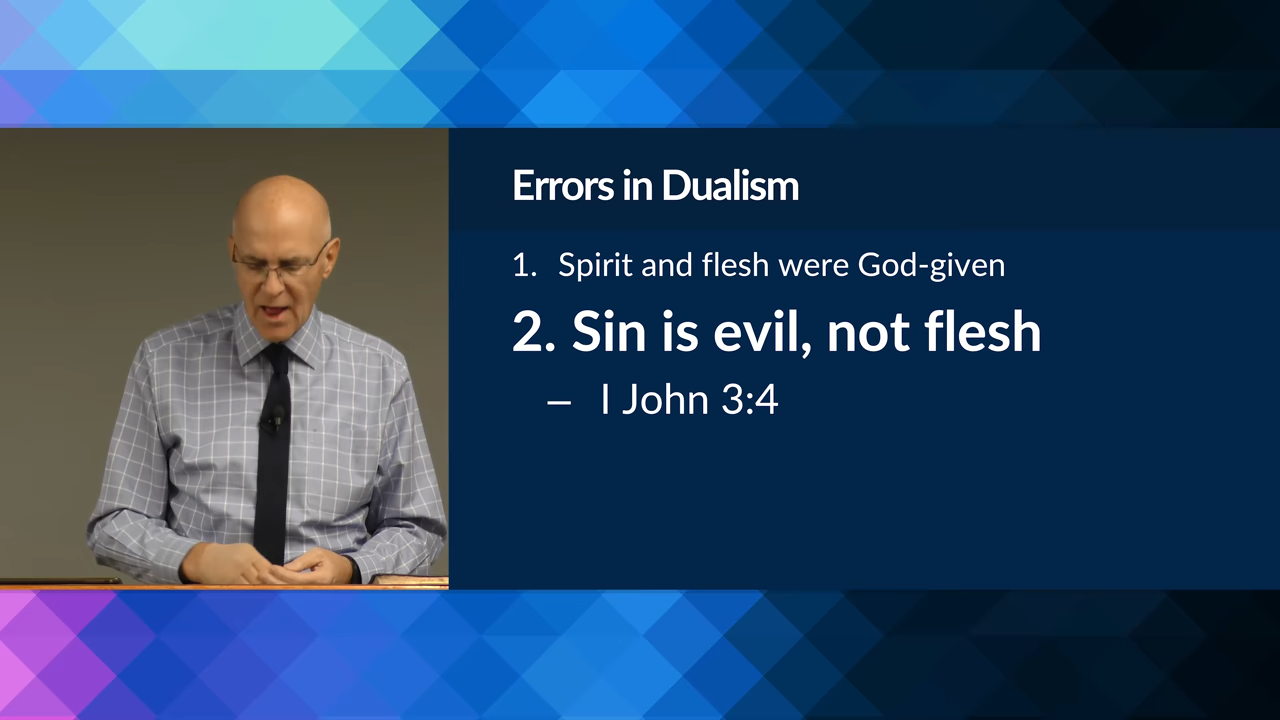 Errors in Dualism
1. Spirit and flesh were God-given
2. Sin is evil, not flesh
– I John 3:4